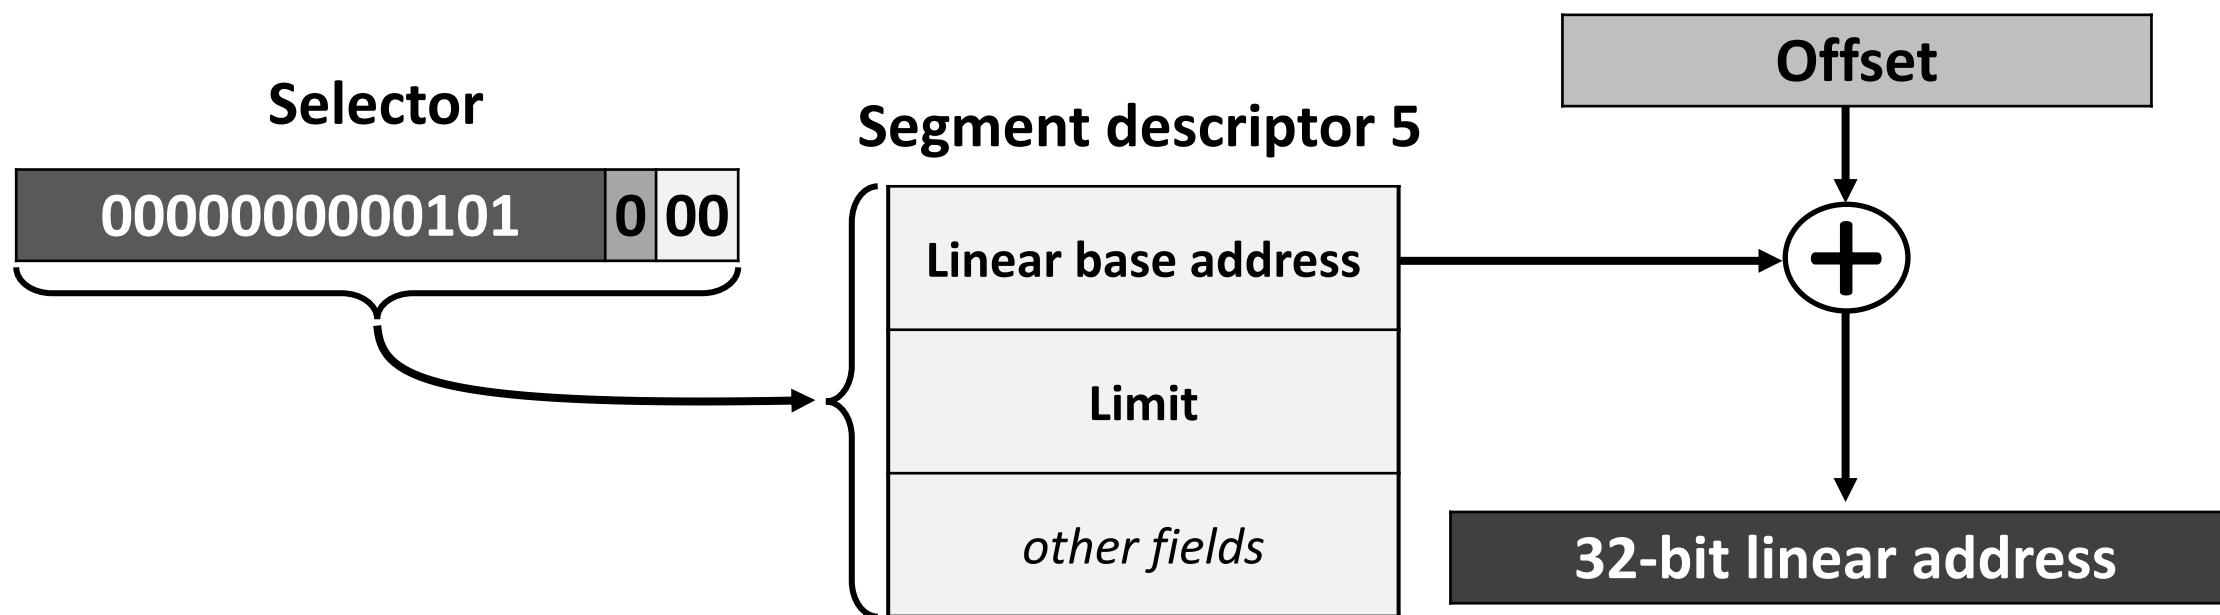 Selector
0000000000101 0 00
Segment descriptor 5
Linear base address
Limit
other fields
Offset
+
32-bit linear address